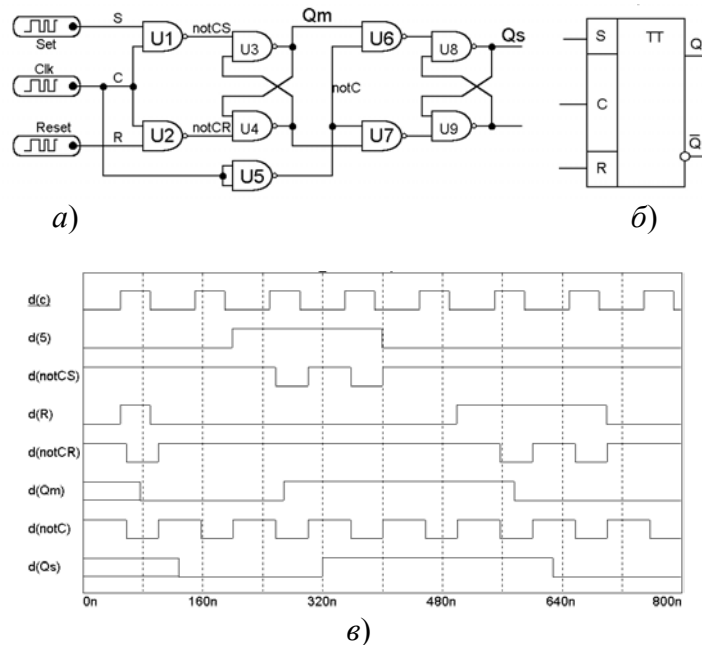 S
notCS
Qm
U1
U3
U6
U8
Qs
Set
Clk
C
notC
Reset
R
U2
notCR
U4
U7
U9
U5
S
TT
Q
C
R
Q̅
а)
б)
d(c)
d(5)
d(notCS)
d(R)
d(notCR)
d(Qm)
d(notC)
d(Qs)
0n 160n 320n 480n 640n 800n
в)